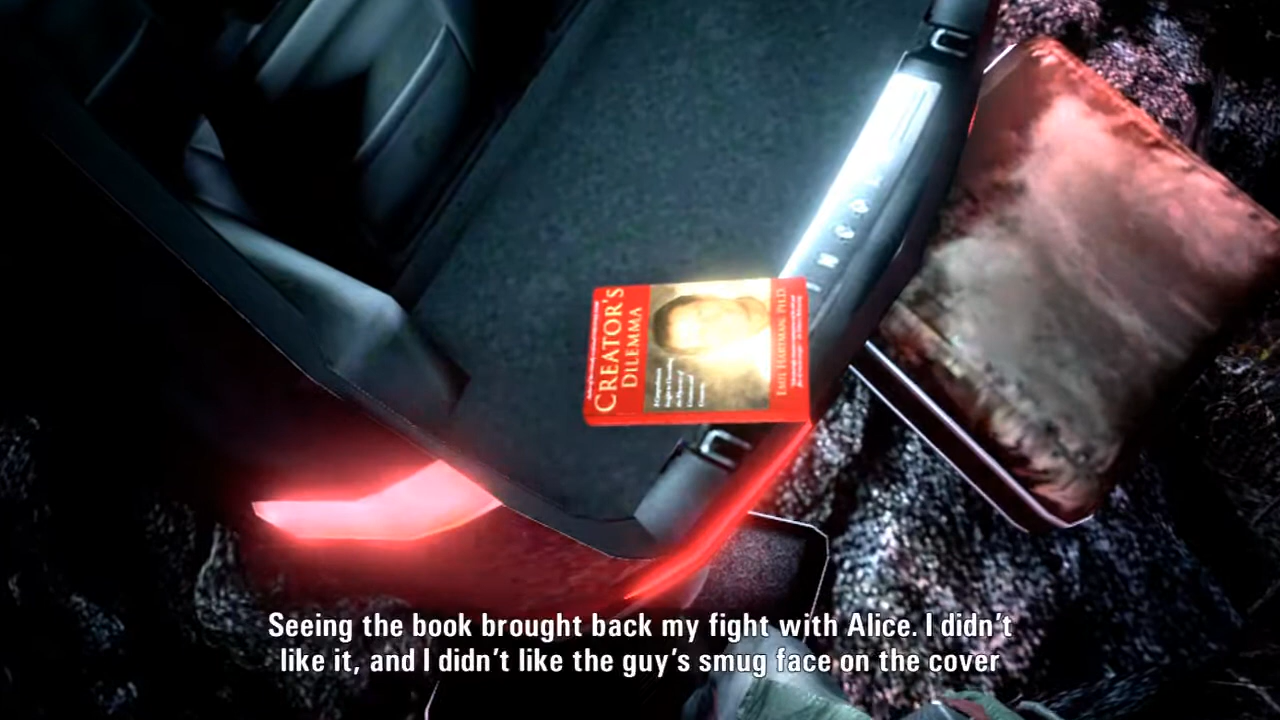 CREATOR'S
DILEMMA
EMIL HARTMAN, PH.D.
Seeing the book brought back my fight with Alice. I didn't
like it, and I didn't like the guy's smug face on the cover